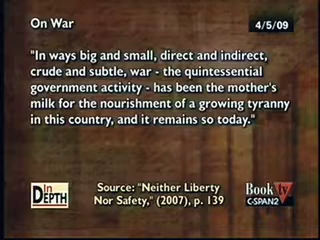 On War
4/5/09
"In ways big and small, direct and indirect,
crude and subtle, war - the quintessential
government activity - has been the mother's
milk for the nourishment of a growing tyranny
in this country, and it remains so today."
In
DEPTH
Source: "Neither Liberty
Nor Safety," (2007), p. 139
Book tv
C-SPAN2